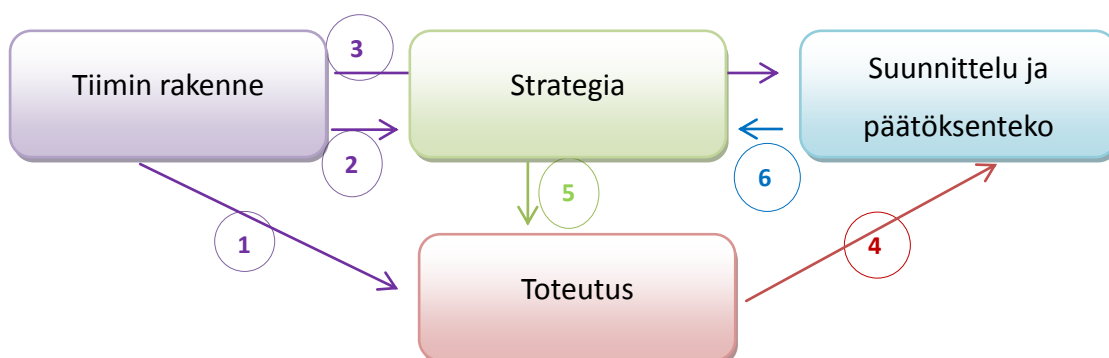 3
Tiimin rakenne
Strategia
Suunnittelu ja
päätöksenteko
2
6
5
1
4
Toteutus